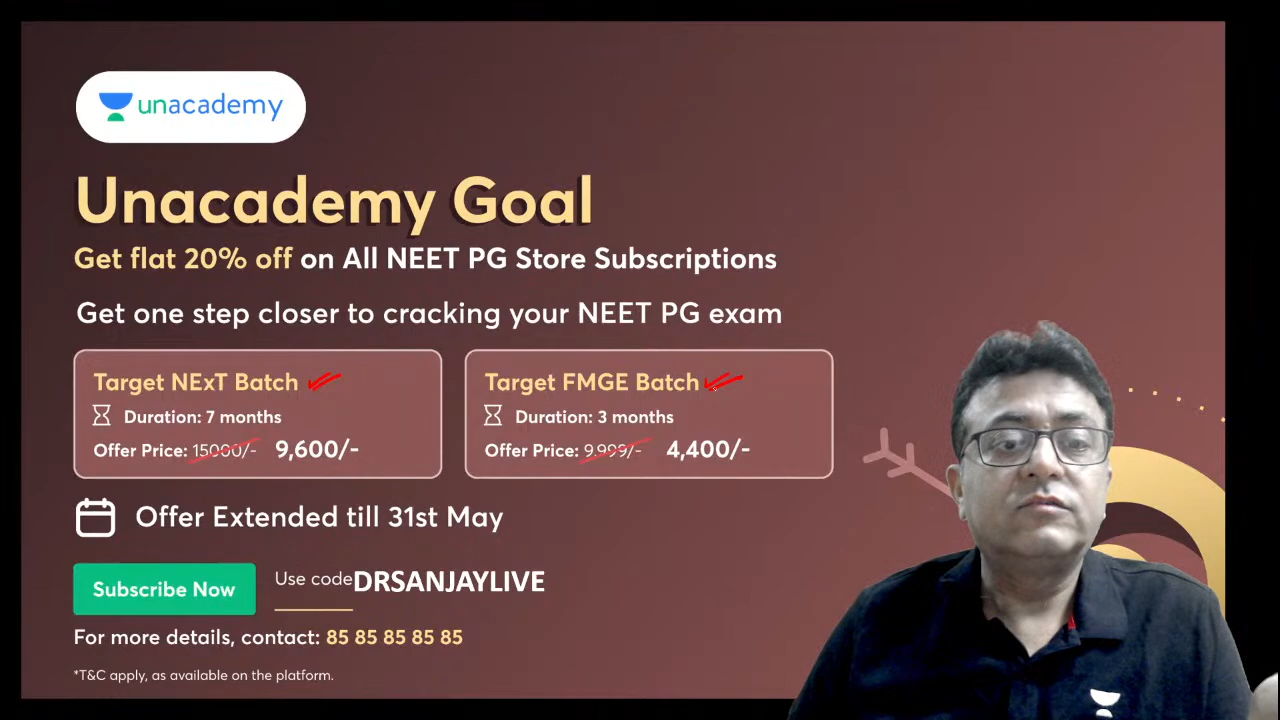 unacademy
Unacademy Goal
Get flat 20% off on All NEET PG Store Subscriptions
Get one step closer to cracking your NEET PG exam
Target NExT Batch
Duration: 7 months
Offer Price: 15000/- 9,600/-
Target FMGE Batch
Duration: 3 months
Offer Price: 9,999/- 4,400/-
Offer Extended till 31st May
Subscribe Now
Use code DRSANJAYLIVE
For more details, contact: 85 85 85 85 85
*T&C apply, as available on the platform.